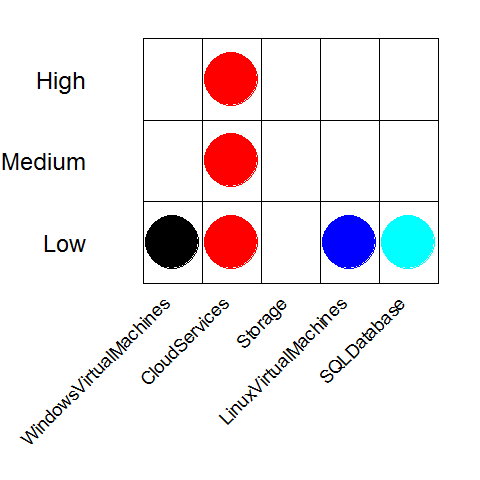 High
Medium
Low
WindowsVirtualMachines
CloudServices
Storage
LinuxVirtualMachines
SQLDatabase